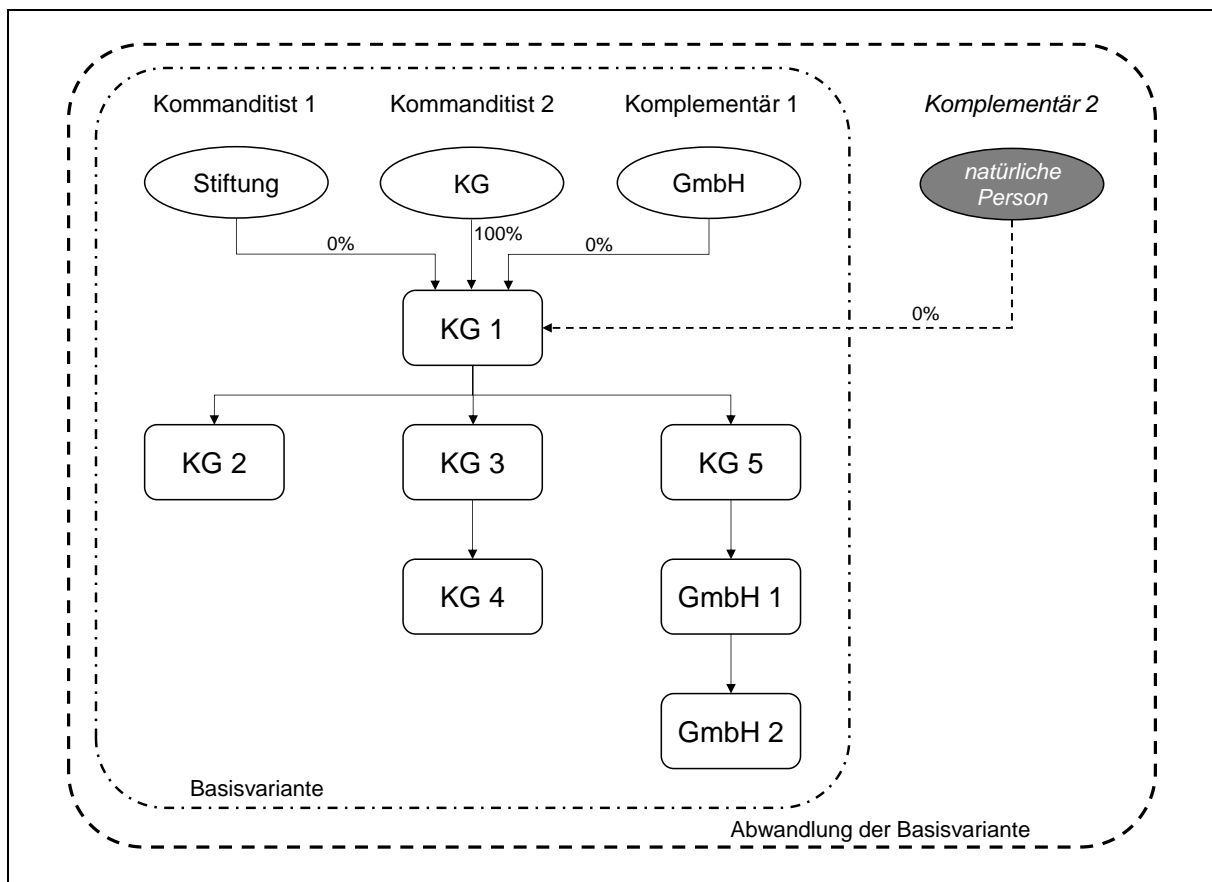 Kommanditist 1
Kommanditist 2
Komplementär 1
Komplementär 2
Stiftung
KG
GmbH
natürliche
Person
0%
100%
0%
KG 1
0%
KG 2
KG 3
KG 5
KG 4
GmbH 1
GmbH 2
Basisvariante
Abwandlung der Basisvariante